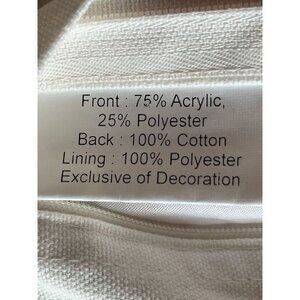 Front : 75% Acrylic,
25% Polyester
Back : 100% Cotton
Lining : 100% Polyester
Exclusive of Decoration